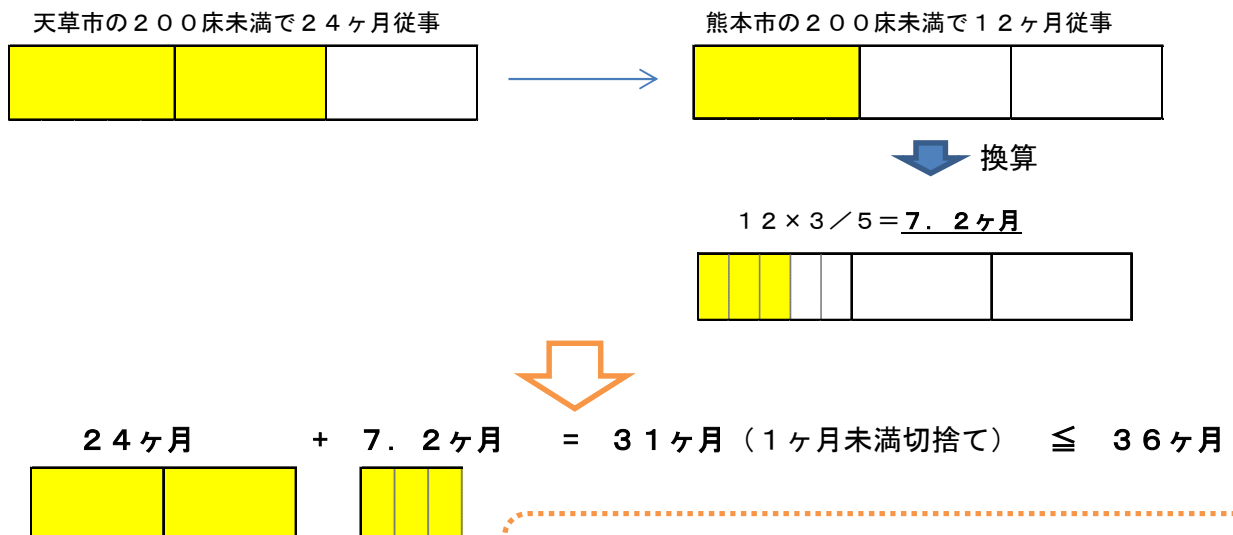 天草市の２００床未満で２４ヶ月従事
熊本市の２００床未満で１２ヶ月従事
換算
１２×３／５＝７．２ヶ月
２４ヶ月 + ７．２ヶ月 = ３１ヶ月（１ヶ月未満切捨て） ≦ ３６ヶ月